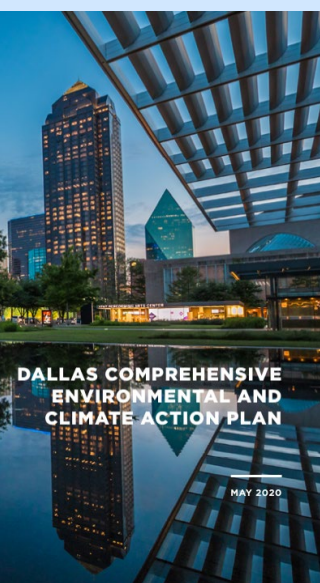 DALLAS COMPREHENSIVE
ENVIRONMENTAL AND
CLIMATE ACTION PLAN
MAY 2020